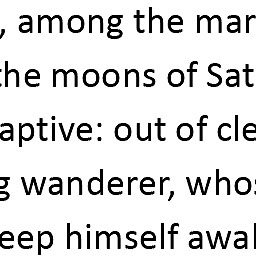 , among the mar
the moons of Sat
aptive: out of cle
g wanderer, whos
eep himself awal